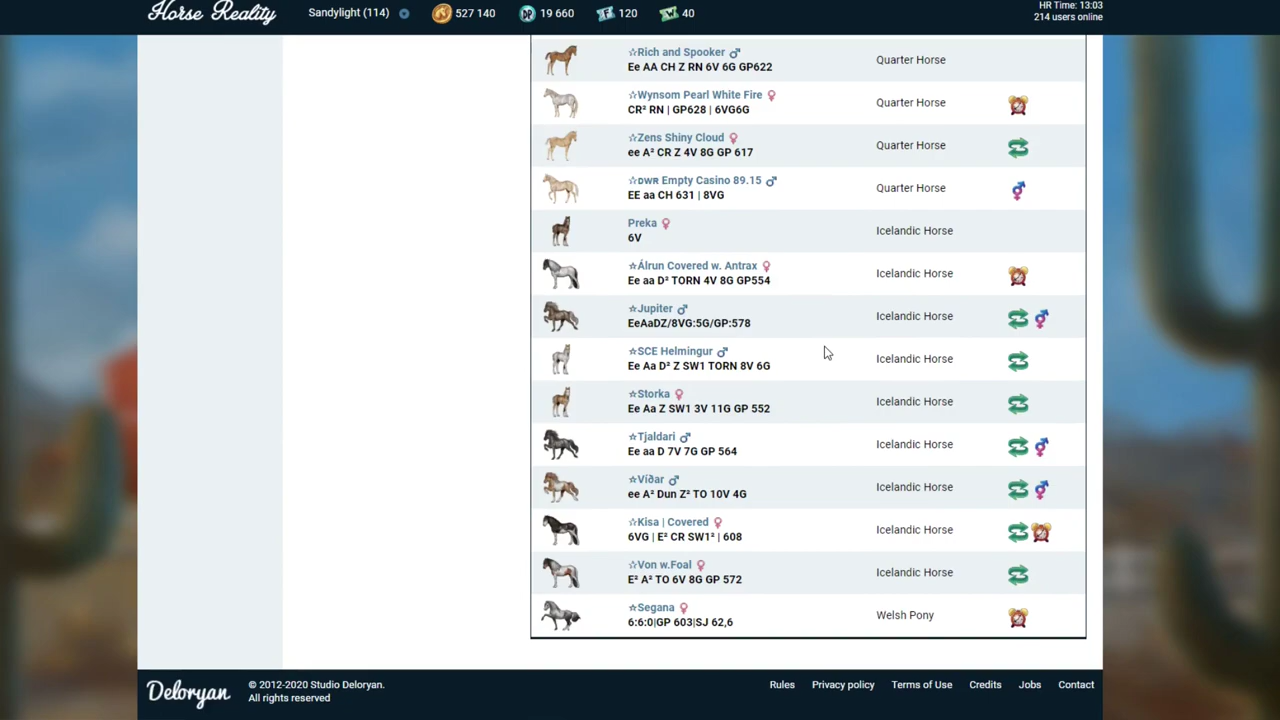 Horse Reality
Sandylight (114)
527 140
DP 19 660
120
40
HR Time: 13:03
214 users online
☆Rich and Spooker ♂
Ee AA CH Z RN 6V 6G GP622
Quarter Horse
☆Wynsom Pearl White Fire ♀
CR² RN | GP628 | 6VG6G
Quarter Horse
☆Zens Shiny Cloud ♀
ee A² CR Z 4V 8G GP 617
Quarter Horse
☆ᴅᴡʀ Empty Casino 89.15 ♂
EE aa CH 631 | 8VG
Quarter Horse
Preka ♀
6V
Icelandic Horse
☆Álrun Covered w. Antrax ♀
Ee aa D² TORN 4V 8G GP554
Icelandic Horse
☆Jupiter ♂
EeAaDZ/8VG:5G/GP:578
Icelandic Horse
☆SCE Helmingur ♂
Ee Aa D² Z SW1 TORN 8V 6G
Icelandic Horse
☆Storka ♀
Ee Aa Z SW1 3V 11G GP 552
Icelandic Horse
☆Tjaldari ♂
Ee aa D 7V 7G GP 564
Icelandic Horse
☆Víðar ♂
ee A² Dun Z² TO 10V 4G
Icelandic Horse
☆Kisa | Covered ♀
6VG | E² CR SW1² | 608
Icelandic Horse
☆Von w.Foal ♀
E² A² TO 6V 8G GP 572
Icelandic Horse
☆Segana ♀
6:6:0|GP 603|SJ 62,6
Welsh Pony
Deloryan
© 2012-2020 Studio Deloryan.
All rights reserved
Rules
Privacy policy
Terms of Use
Credits
Jobs
Contact